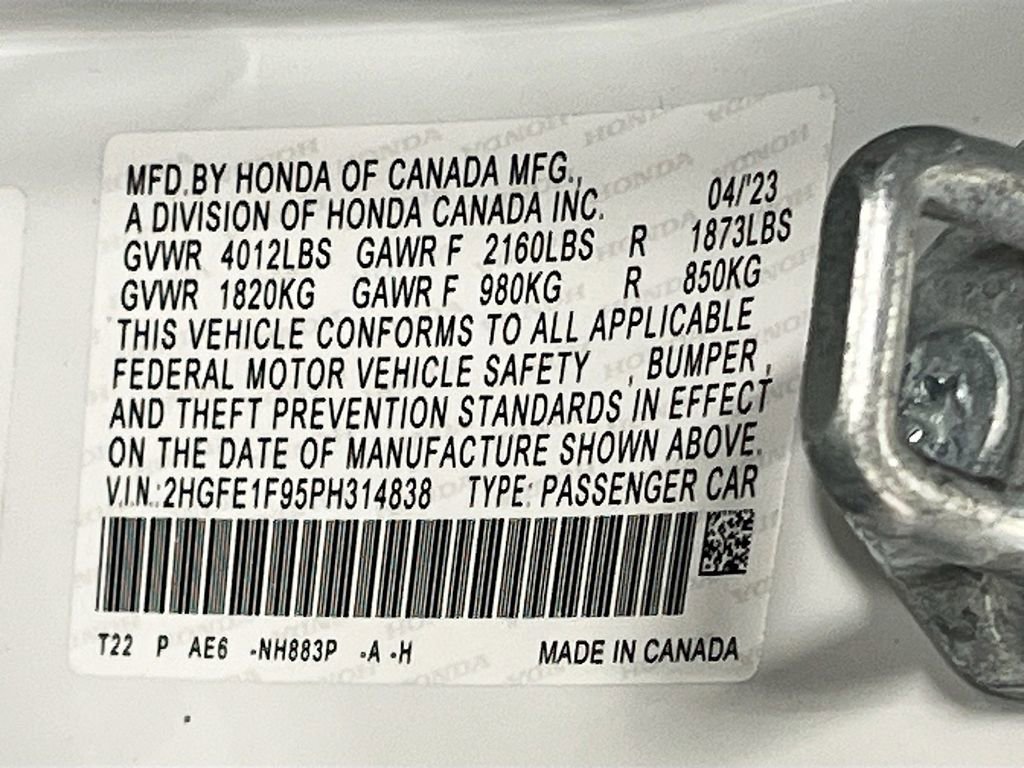 MFD.BY HONDA OF CANADA MFG.,
A DIVISION OF HONDA CANADA INC. 04/'23
GVWR 4012LBS GAWR F 2160LBS R 1873LBS
GVWR 1820KG GAWR F 980KG R 850KG
THIS VEHICLE CONFORMS TO ALL APPLICABLE
FEDERAL MOTOR VEHICLE SAFETY , BUMPER ,
AND THEFT PREVENTION STANDARDS IN EFFECT
ON THE DATE OF MANUFACTURE SHOWN ABOVE.
V.I.N.:2HGFE1F95PH314838 TYPE: PASSENGER CAR
T22 P AE6 -NH883P -A -H MADE IN CANADA